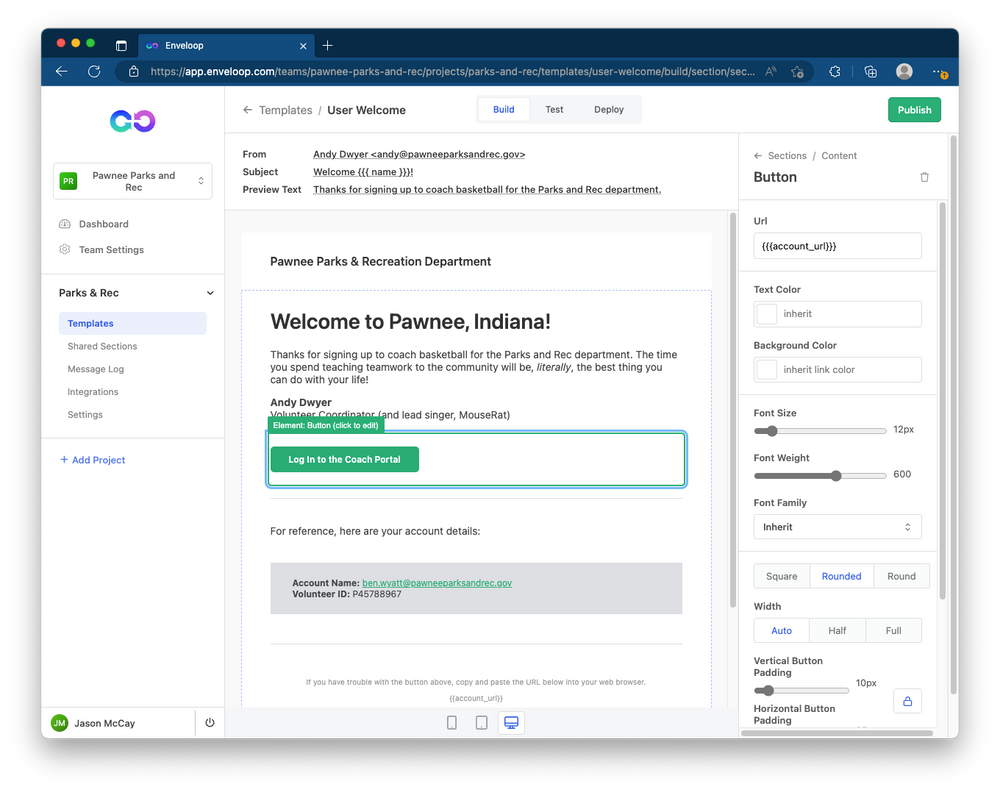 Enveloop
https://app.enveloop.com/teams/pawnee-parks-and-rec/projects/parks-and-rec/templates/user-welcome/build/section/sec...
Templates / User Welcome
Build
Test
Deploy
Publish
PR
Pawnee Parks and
Rec
Dashboard
Team Settings
Parks & Rec
Templates
Shared Sections
Message Log
Integrations
Settings
+ Add Project
JM
Jason McCay
From Andy Dwyer <andy@pawneeparksandrec.gov>
Subject Welcome {{{ name }}}!
Preview Text Thanks for signing up to coach basketball for the Parks and Rec department.
Pawnee Parks & Recreation Department
Welcome to Pawnee, Indiana!
Thanks for signing up to coach basketball for the Parks and Rec department. The time
you spend teaching teamwork to the community will be, literally, the best thing you
can do with your life!
Andy Dwyer
Volunteer Coordinator (and lead singer, MouseRat)
Element: Button (click to edit)
Log In to the Coach Portal
For reference, here are your account details:
Account Name: ben.wyatt@pawneeparksandrec.gov
Volunteer ID: P45788967
If you have trouble with the button above, copy and paste the URL below into your web browser.
{{account_url}}
Sections / Content
Button
Url
{{{account_url}}}
Text Color
inherit
Background Color
inherit link color
Font Size
12px
Font Weight
600
Font Family
Inherit
Square
Rounded
Round
Width
Auto
Half
Full
Vertical Button
Padding
10px
Horizontal Button
Padding